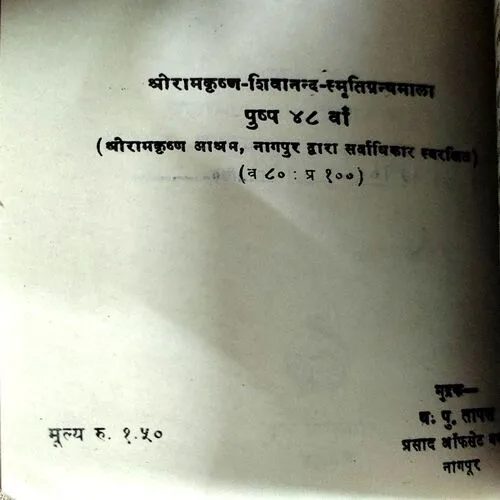 श्रीरामकृष्ण-शिवानन्द-स्मृतिग्रन्थमाला
पुष्प ४८ वाँ
(श्रीरामकृष्ण आश्रम, नागपुर द्वारा सर्वाधिकार स्वरक्षित)
(व ८० : प्र १००)
मुद्रक—
पु.
प्रसाद ऑफसेट
नागपूर
मूल्य रु. १.५०